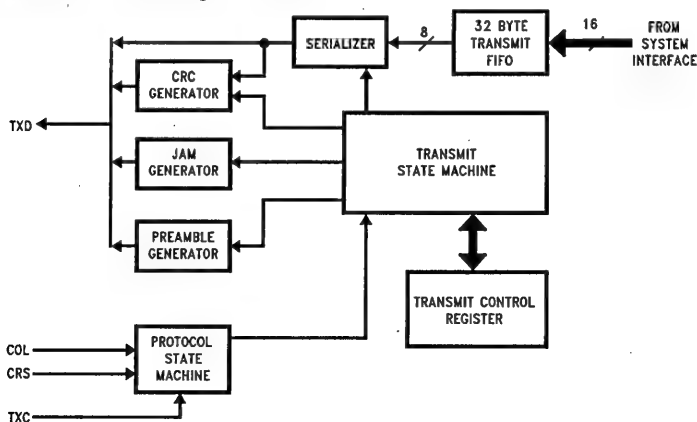 8
SERIALIZER
32 BYTE
TRANSMIT
FIFO
16
FROM
SYSTEM
INTERFACE
CRC
GENERATOR
TXD
JAM
GENERATOR
TRANSMIT
STATE MACHINE
PREAMBLE
GENERATOR
TRANSMIT CONTROL
REGISTER
COL
CRS
TXC
PROTOCOL
STATE
MACHINE